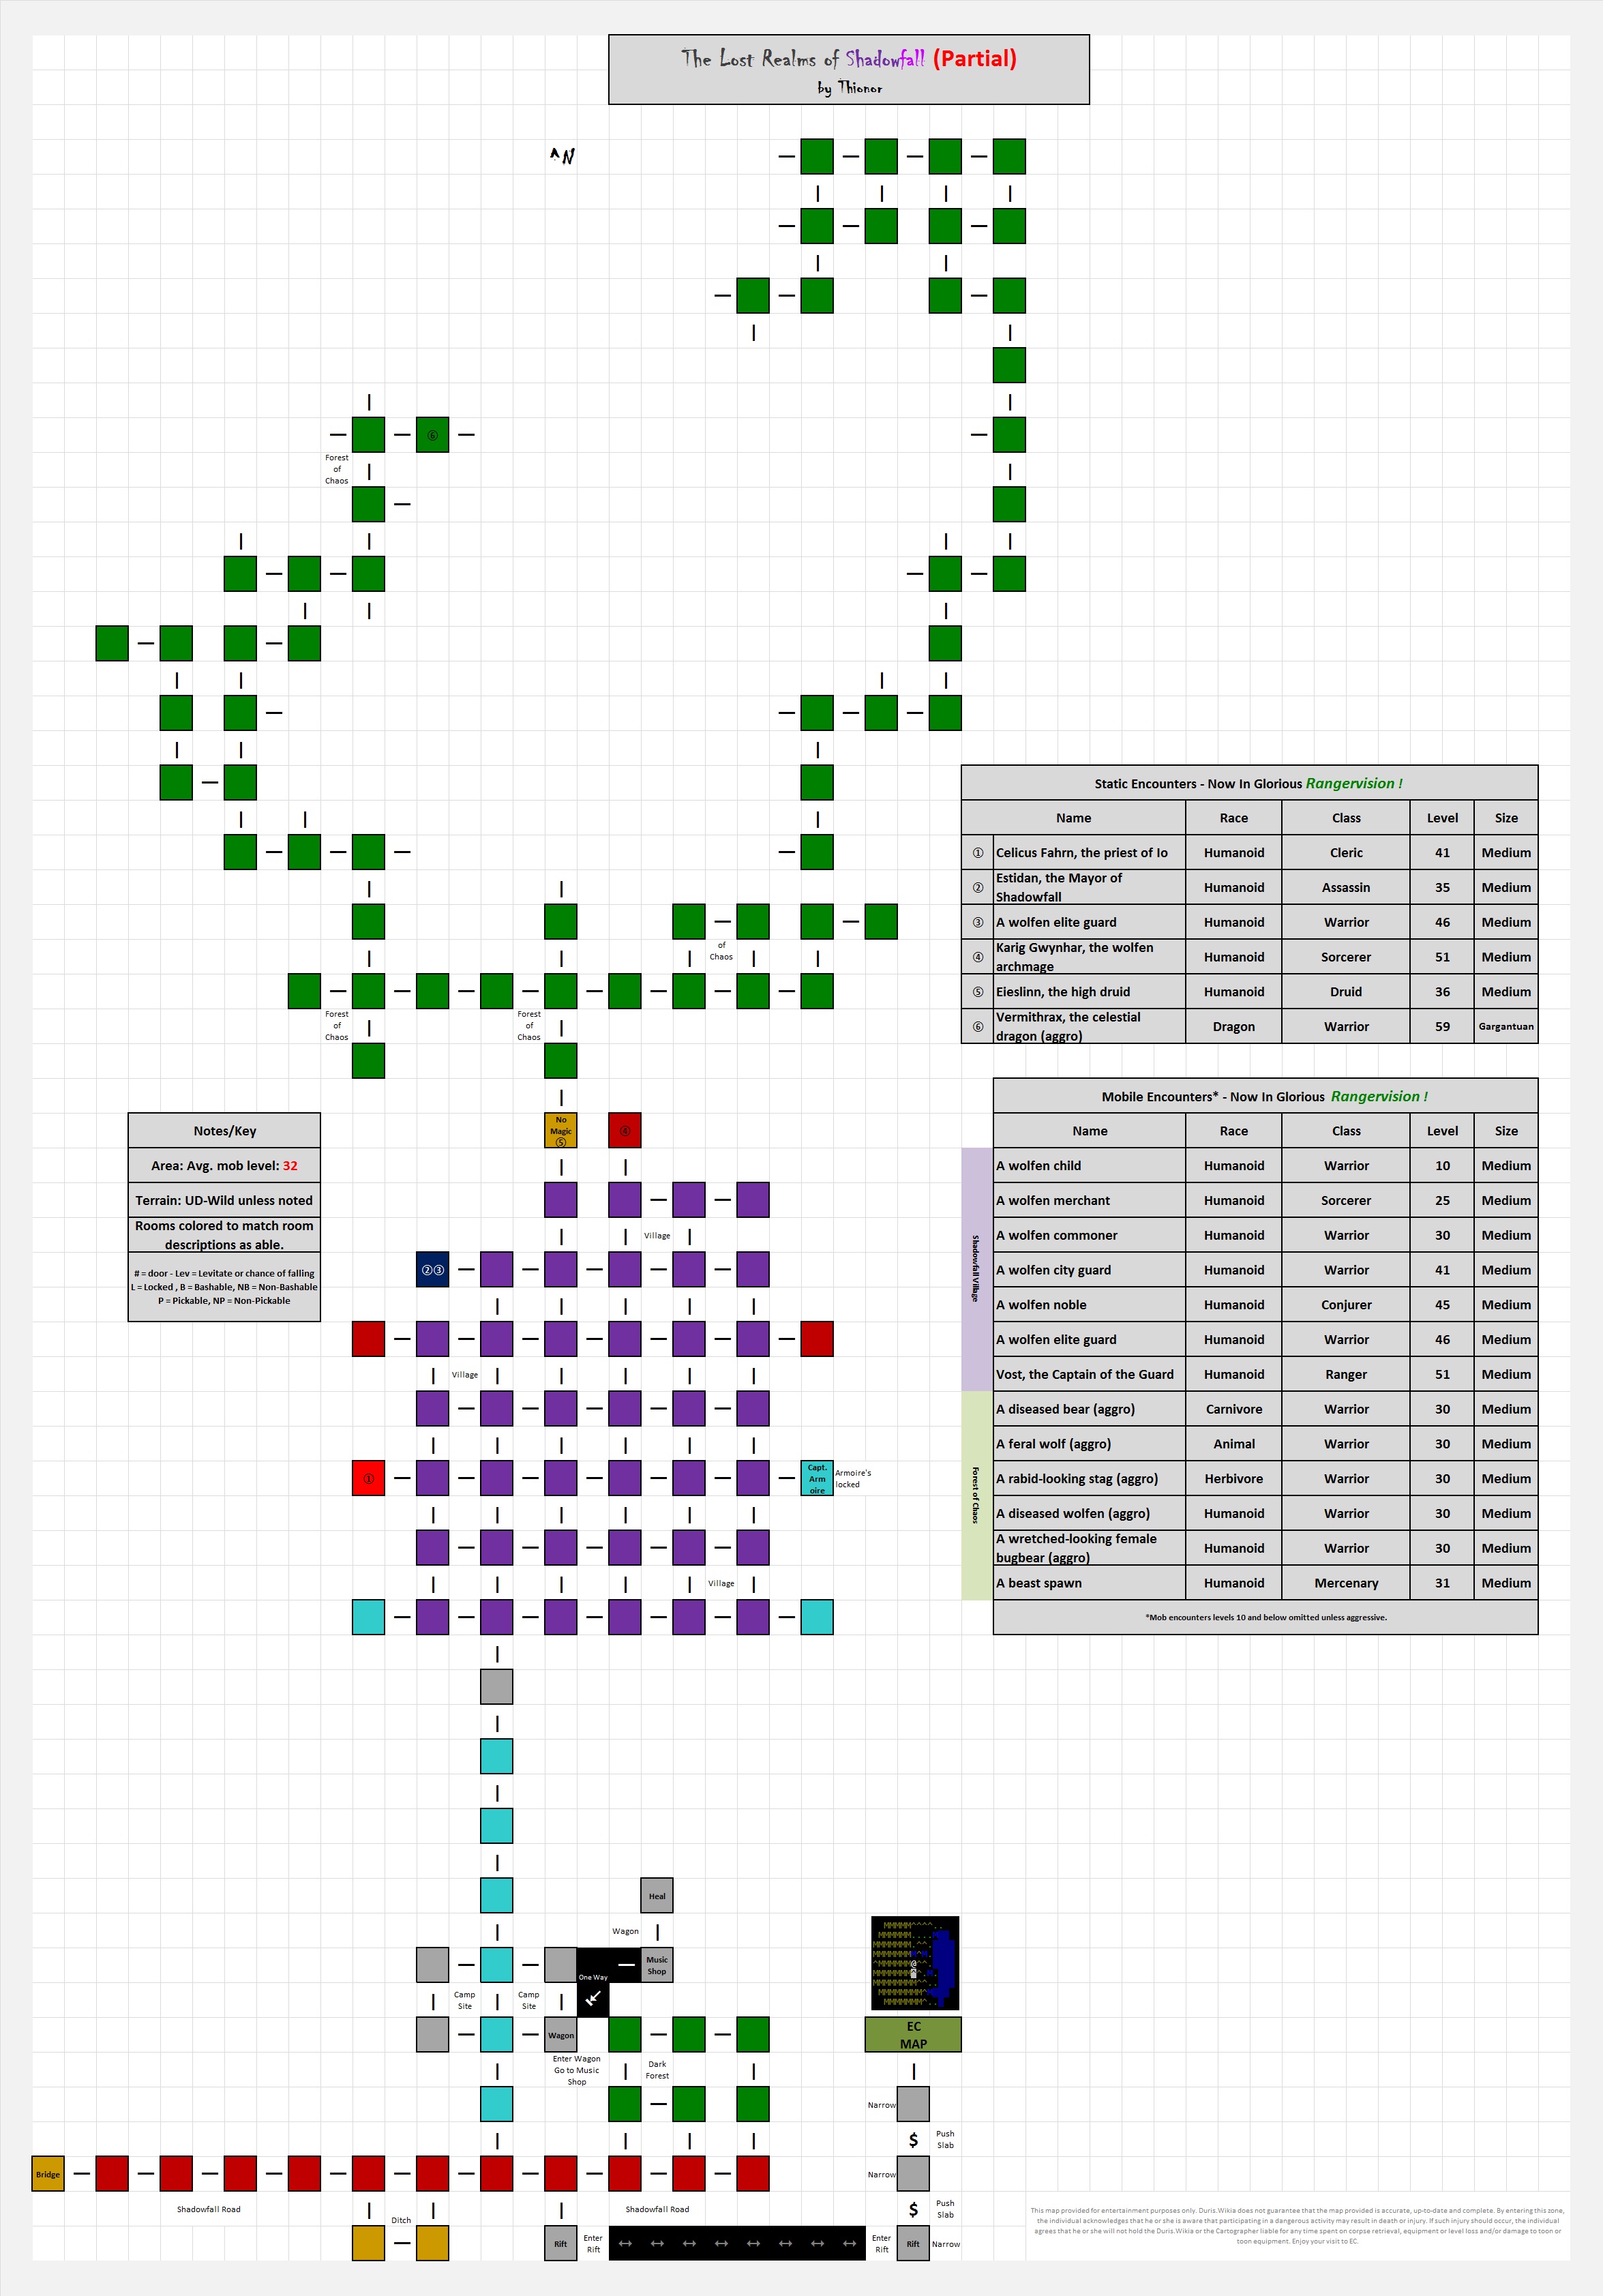 The Lost Realms of Shadowfall (Partial)
by Thionor
^N
⑥
Forest
of
Chaos
Static Encounters - Now In Glorious Rangervision !
Name Race Class Level Size
① Celicus Fahrn, the priest of Io Humanoid Cleric 41 Medium
② Estidan, the Mayor of
Shadowfall Humanoid Assassin 35 Medium
③ A wolfen elite guard Humanoid Warrior 46 Medium
④ Karig Gwynhar, the wolfen
archmage Humanoid Sorcerer 51 Medium
⑤ Eieslinn, the high druid Humanoid Druid 36 Medium
⑥ Vermithrax, the celestial
dragon (aggro) Dragon Warrior 59 Gargantuan
of
Chaos
Forest
of
Chaos
Forest
of
Chaos
Mobile Encounters* - Now In Glorious Rangervision !
Name Race Class Level Size
Shadowfall Village
A wolfen child Humanoid Warrior 10 Medium
A wolfen merchant Humanoid Sorcerer 25 Medium
A wolfen commoner Humanoid Warrior 30 Medium
A wolfen city guard Humanoid Warrior 41 Medium
A wolfen noble Humanoid Conjurer 45 Medium
A wolfen elite guard Humanoid Warrior 46 Medium
Vost, the Captain of the Guard Humanoid Ranger 51 Medium
Forest of Chaos
A diseased bear (aggro) Carnivore Warrior 30 Medium
A feral wolf (aggro) Animal Warrior 30 Medium
A rabid-looking stag (aggro) Herbivore Warrior 30 Medium
A diseased wolfen (aggro) Humanoid Warrior 30 Medium
A wretched-looking female
bugbear (aggro) Humanoid Warrior 30 Medium
A beast spawn Humanoid Mercenary 31 Medium
*Mob encounters levels 10 and below omitted unless aggressive.
Notes/Key
Area: Avg. mob level: 32
Terrain: UD-Wild unless noted
Rooms colored to match room
descriptions as able.
# = door - Lev = Levitate or chance of falling
L = Locked , B = Bashable, NB = Non-Bashable
P = Pickable, NP = Non-Pickable
No
Magic
⑤
④
Village
②③
Village
①
Capt.
Arm
oire
Armoire's
locked
Village
Heal
Wagon
Music
Shop
One Way
Camp
Site
Camp
Site
Wagon
Enter Wagon
Go to Music
Shop
Dark
Forest
EC
MAP
Narrow
$ Push
Slab
Bridge
Narrow
Shadowfall Road
Shadowfall Road
$ Push
Slab
Ditch
Rift
Enter
Rift
Enter
Rift
Rift
Narrow
This map provided for entertainment purposes only. Duris.Wikia does not guarantee that the map provided is accurate, up-to-date and complete. By entering this zone,
the individual acknowledges that he or she is aware that participating in a dangerous activity may result in death or injury. If such injury should occur, the individual
agrees that he or she will not hold the Duris.Wikia or the Cartographer liable for any time spent on corpse retrieval, equipment or level loss and/or damage to toon or
toon equipment. Enjoy your visit to EC.